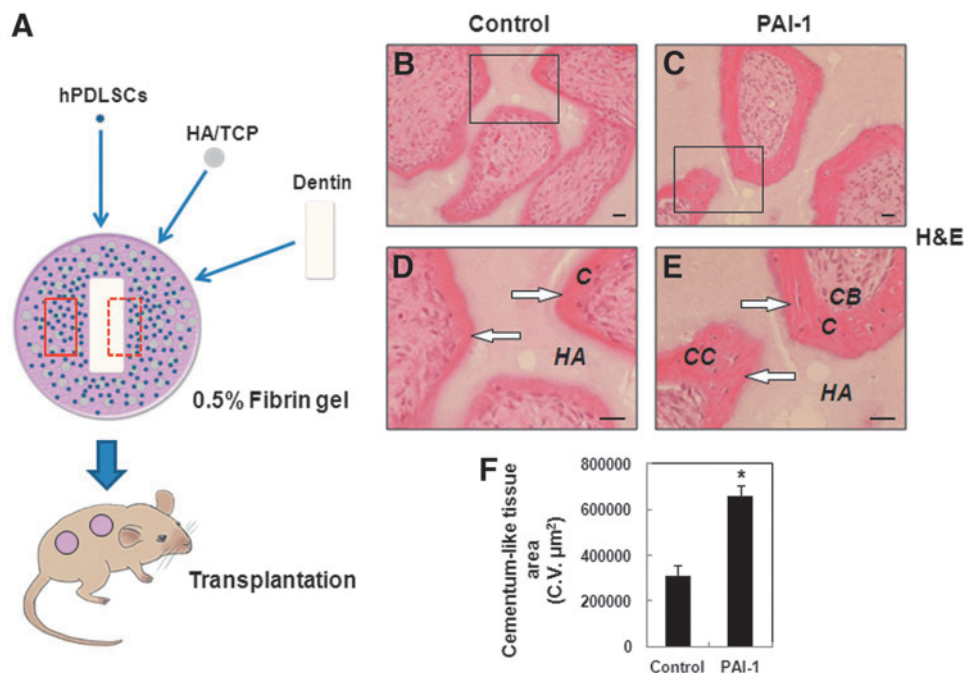 A
hPDLSCs
HA/TCP
Dentin
0.5% Fibrin gel
Transplantation
Control
PAI-1
B
C
H&E
D
C
HA
E
CB
C
CC
HA
F
Cementum-like tissue
area
(C.V. μm²)
800000
600000
400000
200000
0
*
Control
PAI-1